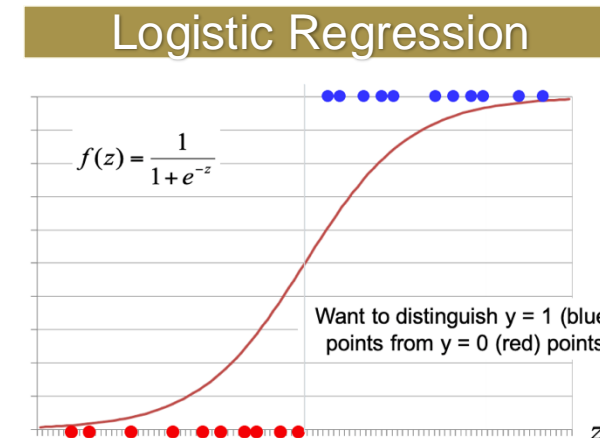 Logistic Regression
f(z) = 1 / (1 + e^{-z})
Want to distinguish y = 1 (blue
points from y = 0 (red) points
z